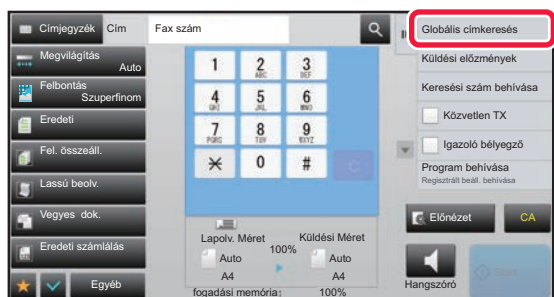 Címjegyzék
Cím
Fax szám
Megvilágítás
Auto
Felbontás
Szuperfinom
Eredeti
Fel. összeáll.
Lassú beolv.
Vegyes dok.
Eredeti számlálás
Egyéb
1
2
ABC
3
DEF
4
GHI
5
JKL
6
MNO
7
PQRS
8
TUV
9
WXYZ
0
#
C
Lapolv. Méret
100%
Küldési Méret
Auto
A4
Auto
A4
fogadási memória:
100%
Globális címkeresés
Küldési előzmények
Keresési szám behívása
Közvetlen TX
Igazoló bélyegző
Program behívása
Regisztrált beáll. behívása
Előnézet
CA
Hangszóró
Start